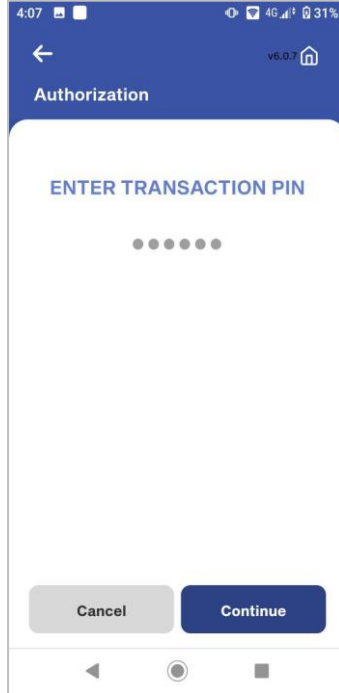 4:07 4G 31%
v6.0.7
Authorization
ENTER TRANSACTION PIN
Cancel Continue